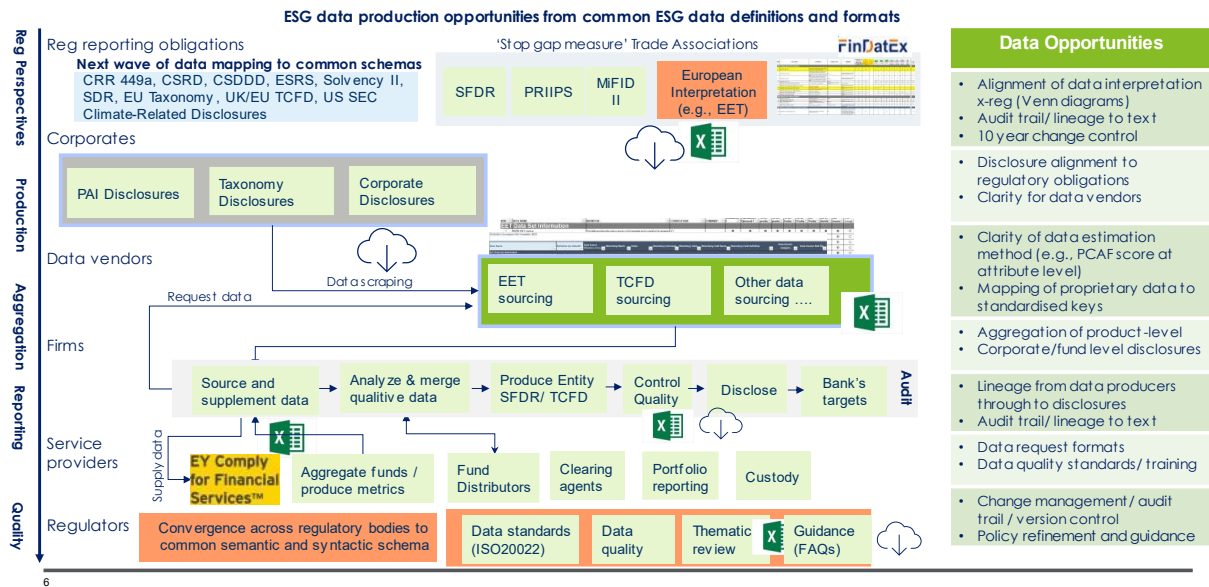 ESG data production opportunities from common ESG data definitions and formats
Reg Perspectives
Production
Aggregation
Reporting
Quality
Reg reporting obligations
Next wave of data mapping to common schemas
CRR 449a, CSRD, CSDDD, ESRS, Solvency II,
SDR, EU Taxonomy, UK/EU TCFD, US SEC
Climate-Related Disclosures
‘Stop gap measure’ Trade Associations
FinDatEx
SFDR
PRIIPS
MiFID
II
European
Interpretation
(e.g., EET)
Corporates
PAI Disclosures
Taxonomy
Disclosures
Corporate
Disclosures
EET Data Set Information
Data vendors
Data scraping
Request data
EET
sourcing
TCFD
sourcing
Other data
sourcing ....
Firms
Source and
supplement data
Analyze & merge
qualitive data
Produce Entity
SFDR/ TCFD
Control
Quality
Disclose
Bank’s
targets
Audit
Service
providers
Supply data
EY Comply
for Financial
Services™
Aggregate funds /
produce metrics
Fund
Distributors
Clearing
agents
Portfolio
reporting
Custody
Regulators
Convergence across regulatory bodies to
common semantic and syntactic schema
Data standards
(ISO20022)
Data
quality
Thematic
review
Guidance
(FAQs)
Data Opportunities
• Alignment of data interpretation
x-reg (Venn diagrams)
• Audit trail/ lineage to text
• 10 year change control
• Disclosure alignment to
regulatory obligations
• Clarity for data vendors
• Clarity of data estimation
method (e.g., PCAF score at
attribute level)
• Mapping of proprietary data to
standardised keys
• Aggregation of product-level
• Corporate/fund level disclosures
• Lineage from data producers
through to disclosures
• Audit trail/ lineage to text
• Data request formats
• Data quality standards/ training
• Change management/ audit
trail / version control
• Policy refinement and guidance
6